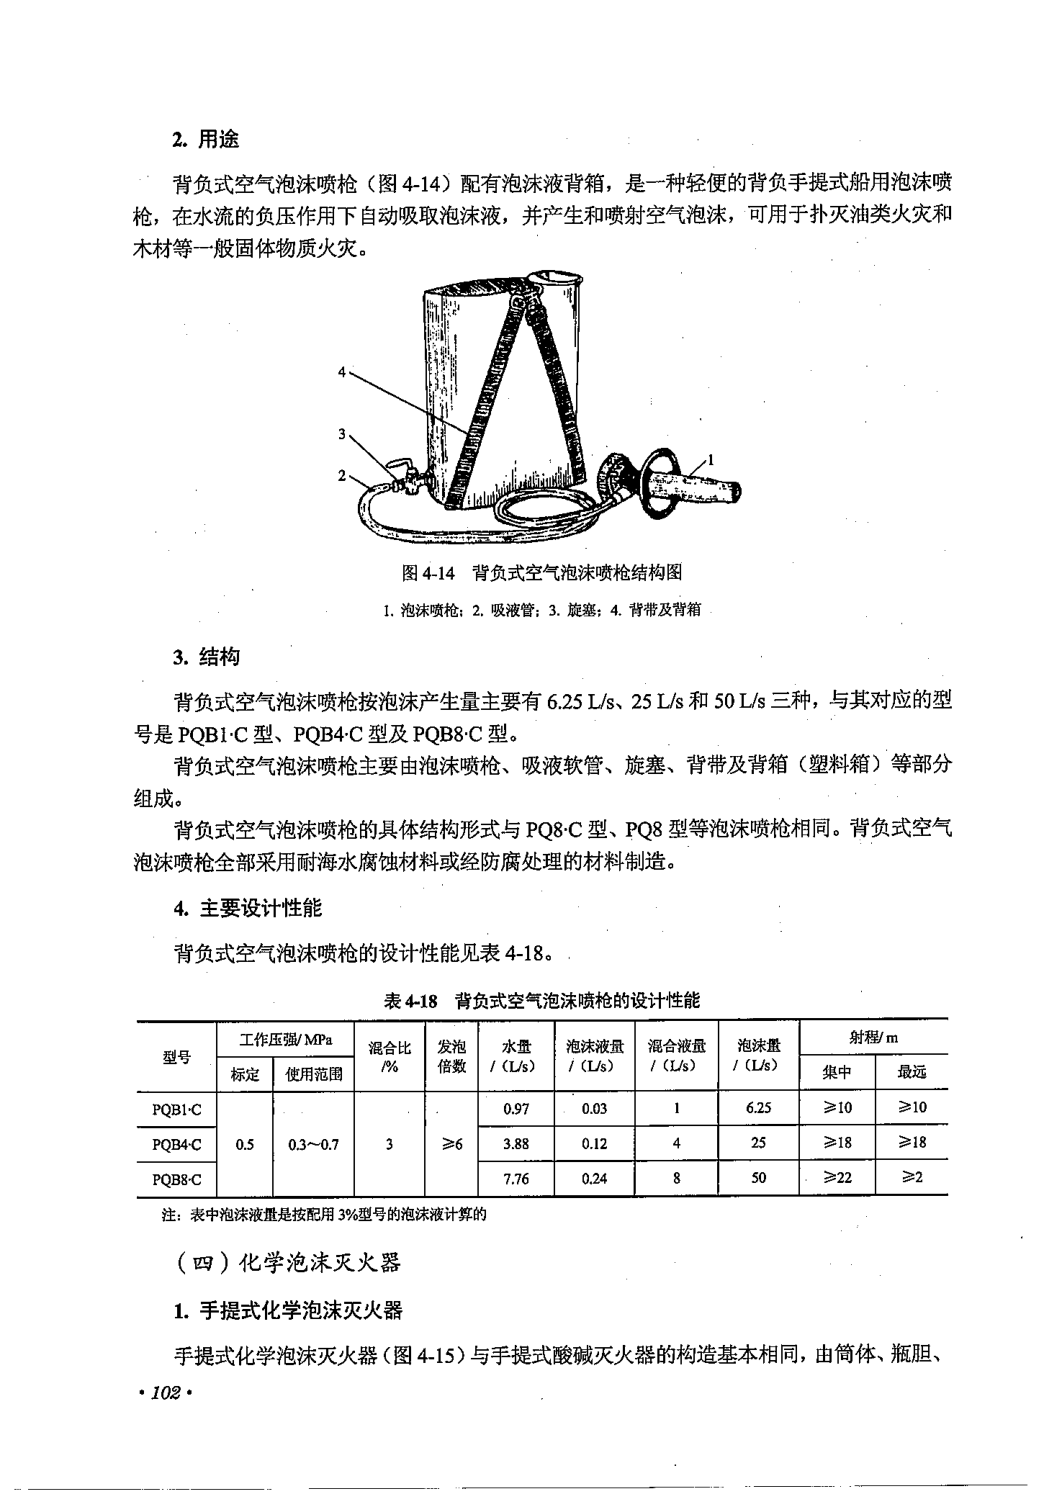 2. 用途
背负式空气泡沫喷枪（图 4-14）配有泡沫液背箱，是一种轻便的背负手提式船用泡沫喷
枪，在水流的负压作用下自动吸取泡沫液，并产生和喷射空气泡沫，可用于扑灭油类火灾和
木材等一般固体物质火灾。
4
3
2
1
图 4-14 背负式空气泡沫喷枪结构图
1. 泡沫喷枪；2. 吸液管；3. 旋塞；4. 背带及背箱
3. 结构
背负式空气泡沫喷枪按泡沫产生量主要有 6.25 L/s、25 L/s 和 50 L/s 三种，与其对应的型
号是 PQB1·C 型、PQB4·C 型及 PQB8·C 型。
背负式空气泡沫喷枪主要由泡沫喷枪、吸液软管、旋塞、背带及背箱（塑料箱）等部分
组成。
背负式空气泡沫喷枪的具体结构形式与 PQ8·C 型、PQ8 型等泡沫喷枪相同。背负式空气
泡沫喷枪全部采用耐海水腐蚀材料或经防腐处理的材料制造。
4. 主要设计性能
背负式空气泡沫喷枪的设计性能见表 4-18。
表 4-18 背负式空气泡沫喷枪的设计性能
型号 工作压强/ MPa 混合比 /% 发泡 倍数 水量 /（L/s） 泡沫液量 /（L/s） 混合液量 /（L/s） 泡沫量 /（L/s） 射程/ m
标定 使用范围 集中 最远
PQB1·C 0.97 0.03 1 6.25 ≥10 ≥10
PQB4·C 0.5 0.3～0.7 3 ≥6 3.88 0.12 4 25 ≥18 ≥18
PQB8·C 7.76 0.24 8 50 ≥22 ≥2
注：表中泡沫液量是按配用 3%型号的泡沫液计算的
（四）化学泡沫灭火器
1. 手提式化学泡沫灭火器
手提式化学泡沫灭火器（图 4-15）与手提式酸碱灭火器的构造基本相同，由筒体、瓶胆、
·102·